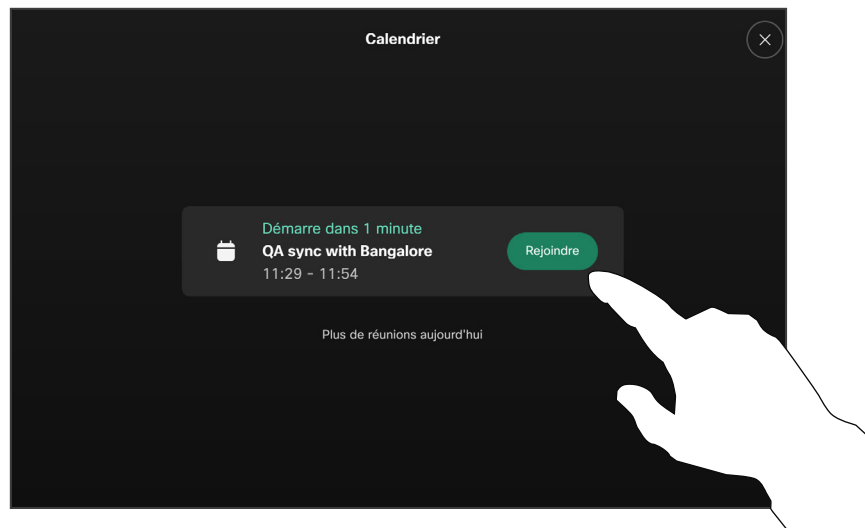 Calendrier
Démarre dans 1 minute
QA sync with Bangalore
Rejoindre
11:29 - 11:54
Plus de réunions aujourd'hui